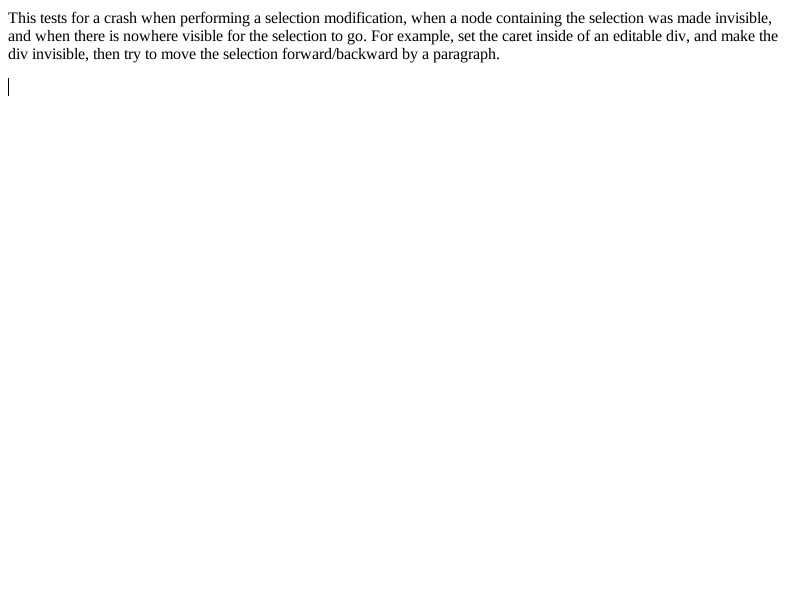 This tests for a crash when performing a selection modification, when a node containing the selection was made invisible,
and when there is nowhere visible for the selection to go. For example, set the caret inside of an editable div, and make the
div invisible, then try to move the selection forward/backward by a paragraph.